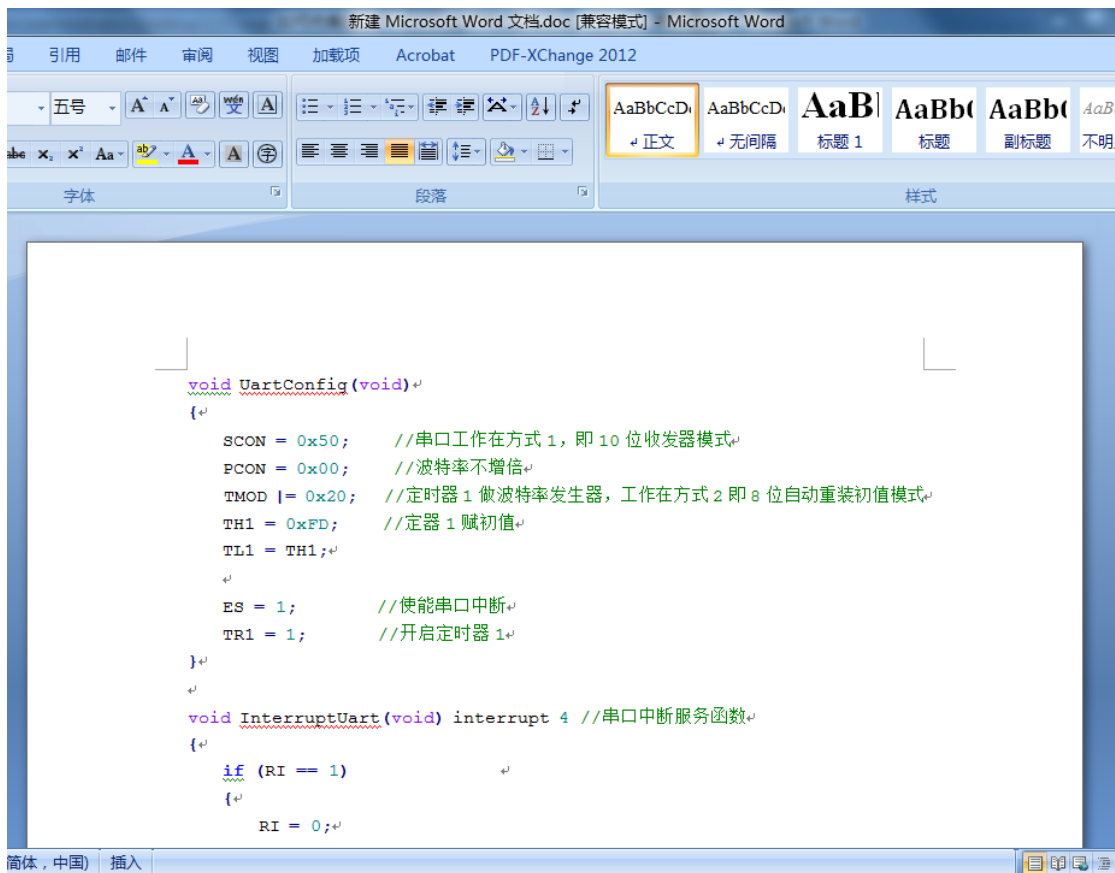 新建 Microsoft Word 文档.doc [兼容模式] - Microsoft Word
引用 邮件 审阅 视图 加载项 Acrobat PDF-XChange 2012
五号
AaBbCcD AaBbCcD AaB AaBb AaBb AaB
正文 无间隔 标题 1 标题 副标题 不明
字体 段落 样式
void UartConfig(void)
{
SCON = 0x50; //串口工作在方式 1，即 10 位收发器模式
PCON = 0x00; //波特率不增倍
TMOD |= 0x20; //定时器 1 做波特率发生器，工作在方式 2 即 8 位自动重装初值模式
TH1 = 0xFD; //定器 1 赋初值
TL1 = TH1;
ES = 1; //使能串口中断
TR1 = 1; //开启定时器 1
}
void InterruptUart(void) interrupt 4 //串口中断服务函数
{
if (RI == 1)
{
RI = 0;
简体，中国) 插入